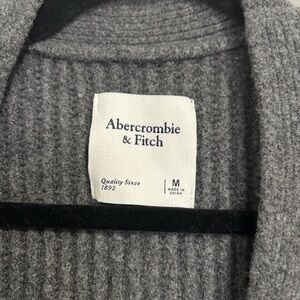 Abercrombie
& Fitch
Quality Since
1892
M
MADE IN
CHINA